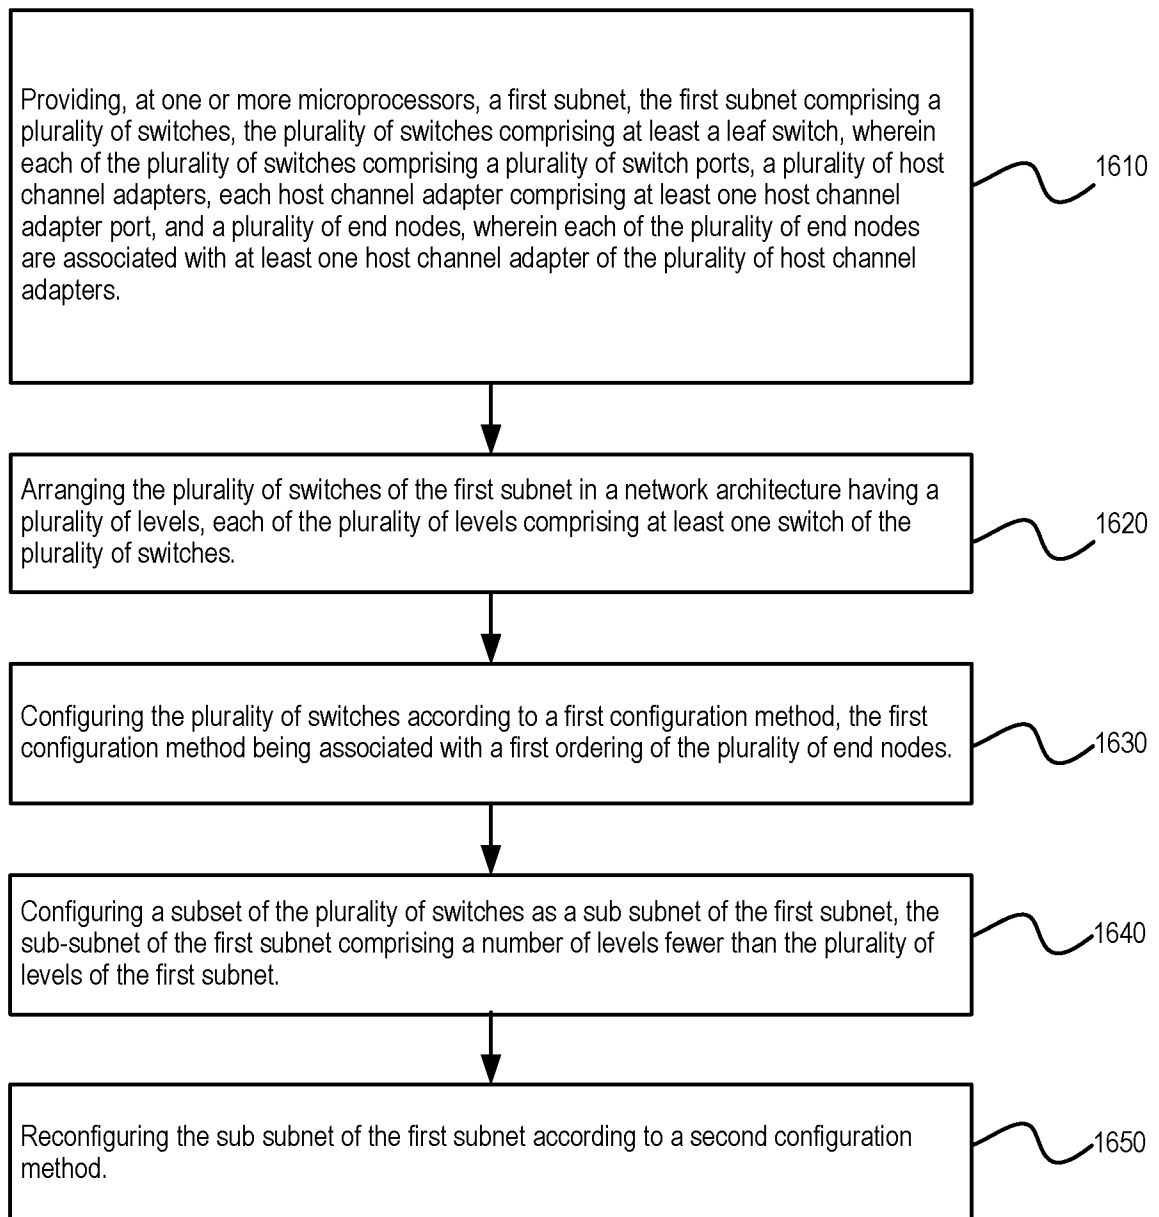 Providing, at one or more microprocessors, a first subnet, the first subnet comprising a
plurality of switches, the plurality of switches comprising at least a leaf switch, wherein
each of the plurality of switches comprising a plurality of switch ports, a plurality of host
channel adapters, each host channel adapter comprising at least one host channel
adapter port, and a plurality of end nodes, wherein each of the plurality of end nodes
are associated with at least one host channel adapter of the plurality of host channel
adapters.
1610
Arranging the plurality of switches of the first subnet in a network architecture having a
plurality of levels, each of the plurality of levels comprising at least one switch of the
plurality of switches.
1620
Configuring the plurality of switches according to a first configuration method, the first
configuration method being associated with a first ordering of the plurality of end nodes.
1630
Configuring a subset of the plurality of switches as a sub subnet of the first subnet, the
sub-subnet of the first subnet comprising a number of levels fewer than the plurality of
levels of the first subnet.
1640
Reconfiguring the sub subnet of the first subnet according to a second configuration
method.
1650